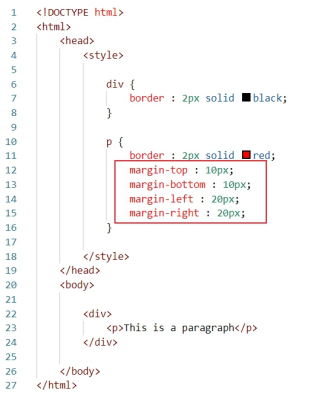 1 <!DOCTYPE html>
2 <html>
3     <head>
4         <style>
5
6             div {
7                 border : 2px solid black;
8             }
9
10             p {
11                 border : 2px solid red;
12                 margin-top : 10px;
13                 margin-bottom : 10px;
14                 margin-left : 20px;
15                 margin-right : 20px;
16             }
17
18         </style>
19     </head>
20     <body>
21
22         <div>
23             <p>This is a paragraph</p>
24         </div>
25
26     </body>
27 </html>